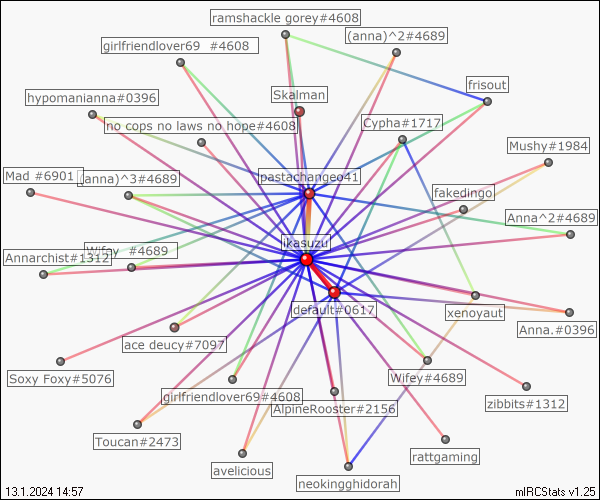 ramshackle gorey#4608
(anna)^2#4689
girlfriendlover69 #4608
frisout
hypomanianna#0396
Skalman
no cops no laws no hope#4608
Cypha#1717
Mushy#1984
pastachangeo41
Mad #6901
(anna)^3#4689
fakedingo
Anna^2#4689
ikasuzu
Wifey #4689
Annarchist#1312
default#0617
xenoyaut
Anna.#0396
ace deucy#7097
Soxy Foxy#5076
Wifey#4689
girlfriendlover69#4608
AlpineRooster#2156
zibbits#1312
Toucan#2473
rattgaming
avelicious
neokingghidorah
13.1.2024 14:57
mIRCStats v1.25